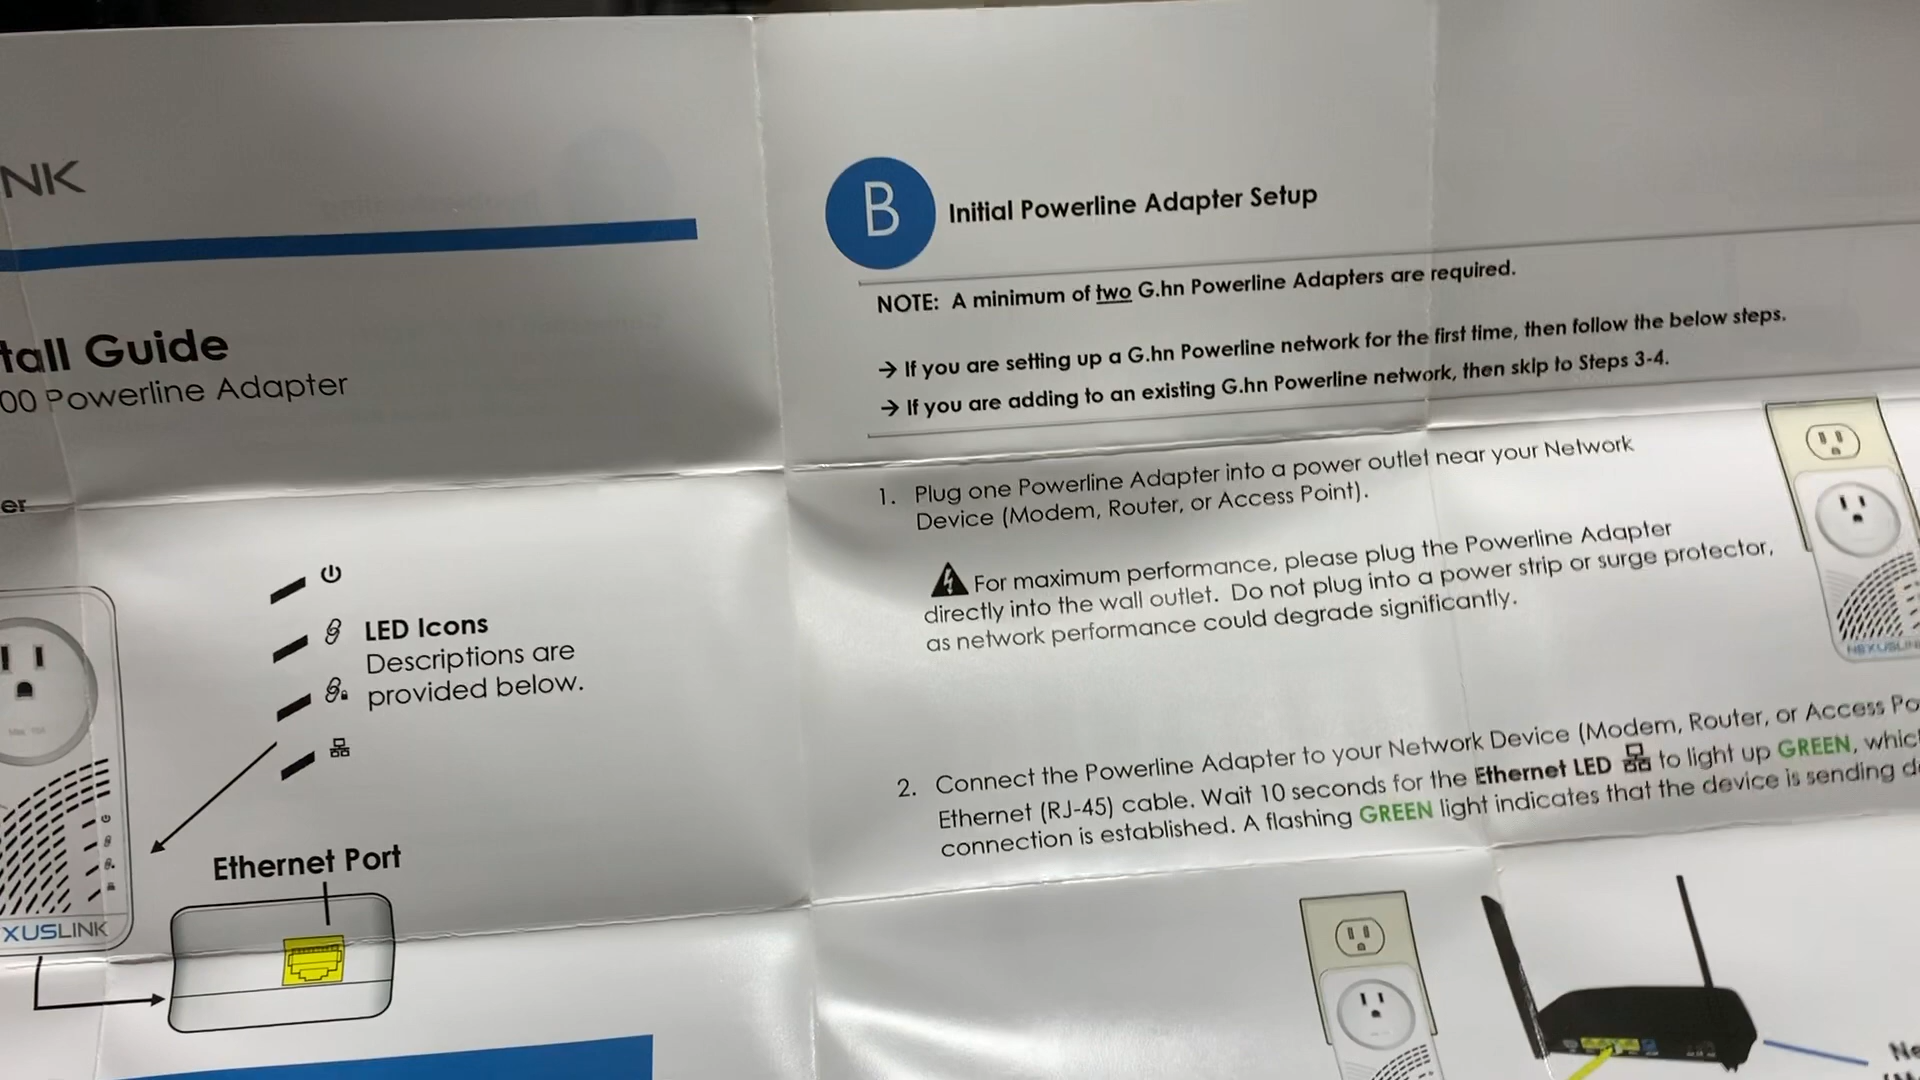 NK
tall Guide
00 Powerline Adapter
er
LED Icons
Descriptions are
provided below.
Ethernet Port
XUSLINK
B
Initial Powerline Adapter Setup
NOTE: A minimum of two G.hn Powerline Adapters are required.
→ If you are setting up a G.hn Powerline network for the first time, then follow the below steps.
→ If you are adding to an existing G.hn Powerline network, then skip to Steps 3-4.
1. Plug one Powerline Adapter into a power outlet near your Network
Device (Modem, Router, or Access Point).
For maximum performance, please plug the Powerline Adapter
directly into the wall outlet. Do not plug into a power strip or surge protector,
as network performance could degrade significantly.
NEXUSLIN
2. Connect the Powerline Adapter to your Network Device (Modem, Router, or Access Po
Ethernet (RJ-45) cable. Wait 10 seconds for the Ethernet LED to light up GREEN, whic
connection is established. A flashing GREEN light indicates that the device is sending d
Ne